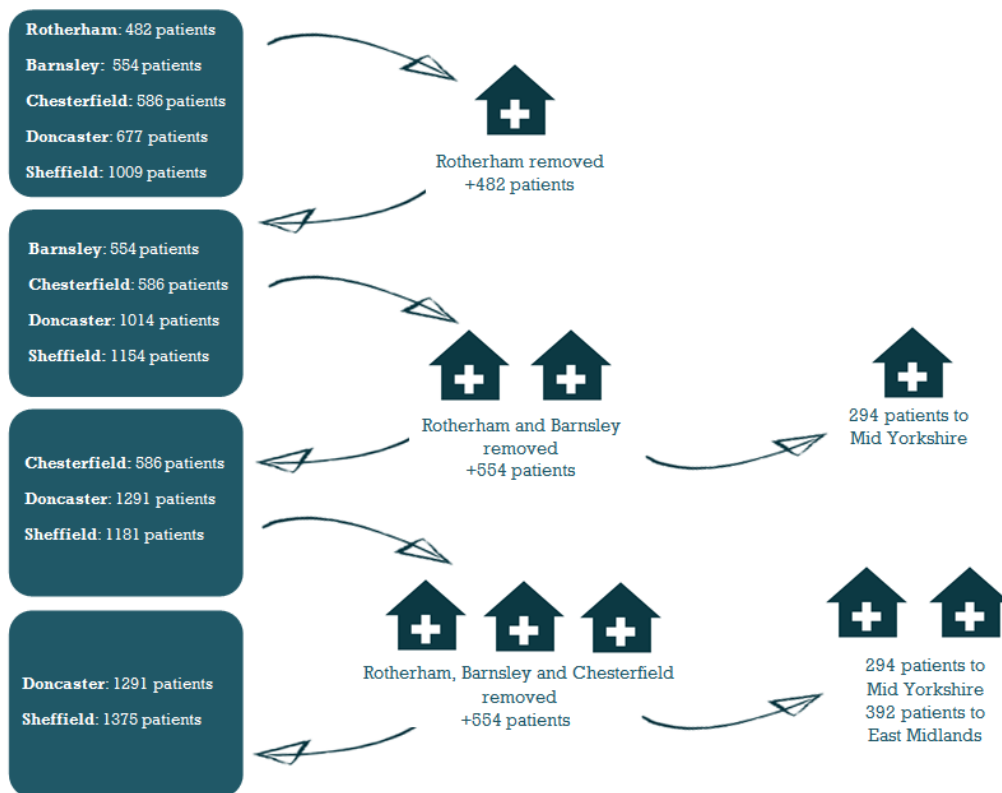 Rotherham: 482 patients
Barnsley: 554 patients
Chesterfield: 586 patients
Doncaster: 677 patients
Sheffield: 1009 patients
Rotherham removed
+482 patients
Barnsley: 554 patients
Chesterfield: 586 patients
Doncaster: 1014 patients
Sheffield: 1154 patients
Rotherham and Barnsley
removed
+554 patients
294 patients to
Mid Yorkshire
Chesterfield: 586 patients
Doncaster: 1291 patients
Sheffield: 1181 patients
Rotherham, Barnsley and Chesterfield
removed
+554 patients
294 patients to
Mid Yorkshire
392 patients to
East Midlands
Doncaster: 1291 patients
Sheffield: 1375 patients